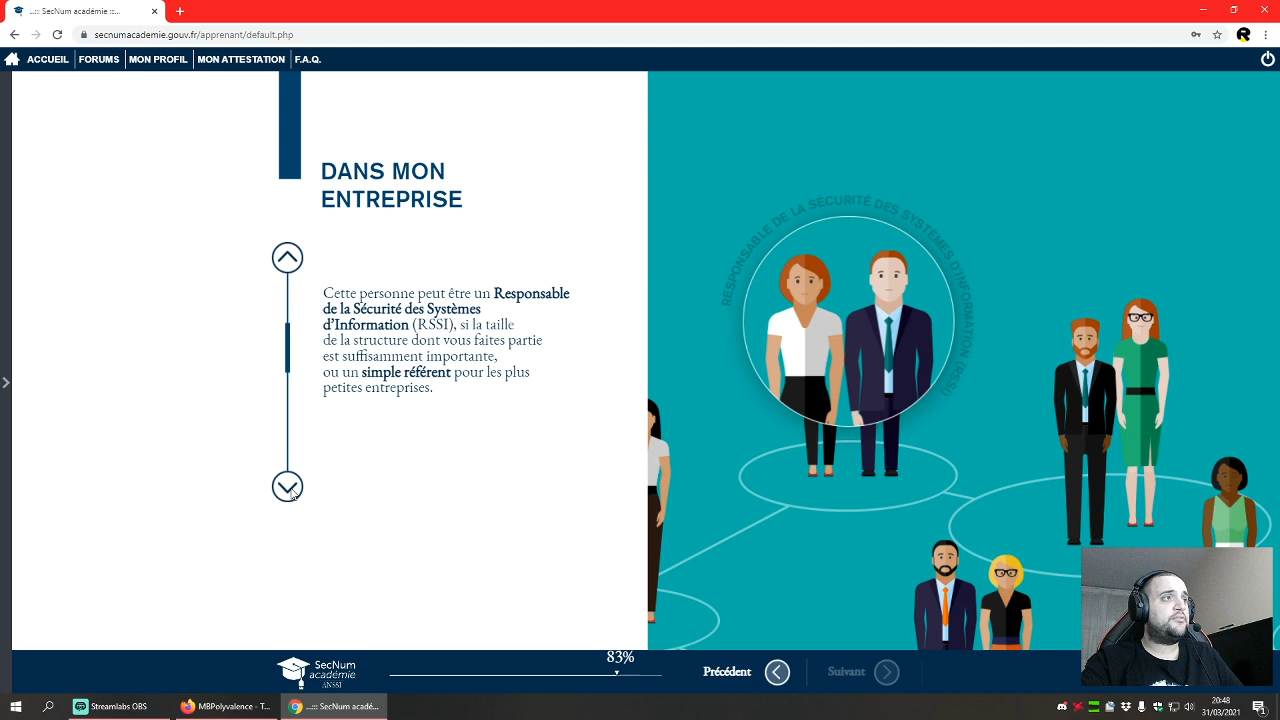 ..:: SecNum académie ::...
secnumacademie.gouv.fr/apprenant/default.php
ACCUEIL FORUMS MON PROFIL MON ATTESTATION F.A.Q.
DANS MON
ENTREPRISE
Cette personne peut être un Responsable
de la Sécurité des Systèmes
d'Information (RSSI), si la taille
de la structure dont vous faites partie
est suffisamment importante,
ou un simple référent pour les plus
petites entreprises.
RESPONSABLE DE LA SÉCURITÉ DES SYSTÈMES D'INFORMATION (RSSI)
SecNum
académie
ANSSI
83%
Précédent
Suivant
Streamlabs OBS
MBPolyvalence - T...
..:: SecNum acadé...
20:48
31/03/2021